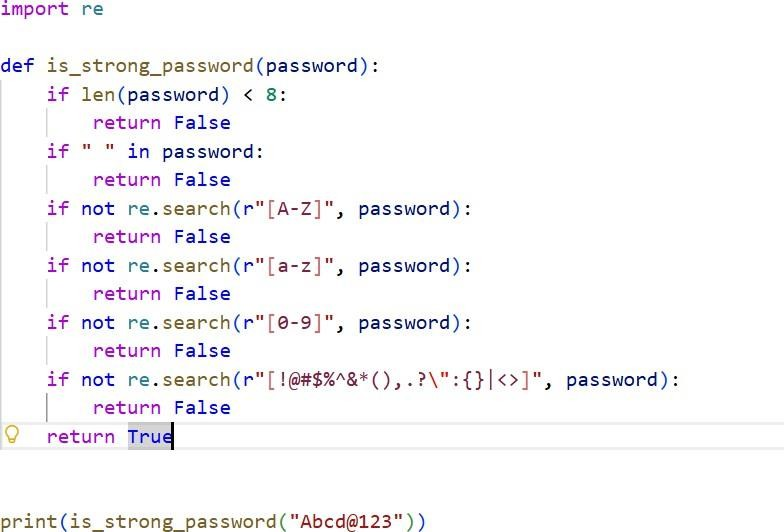 import re
def is_strong_password(password):
    if len(password) < 8:
        return False
    if " " in password:
        return False
    if not re.search(r"[A-Z]", password):
        return False
    if not re.search(r"[a-z]", password):
        return False
    if not re.search(r"[0-9]", password):
        return False
    if not re.search(r"[!@#$%^&*(),.?\":{}|<>]", password):
        return False
    return True
print(is_strong_password("Abcd@123"))